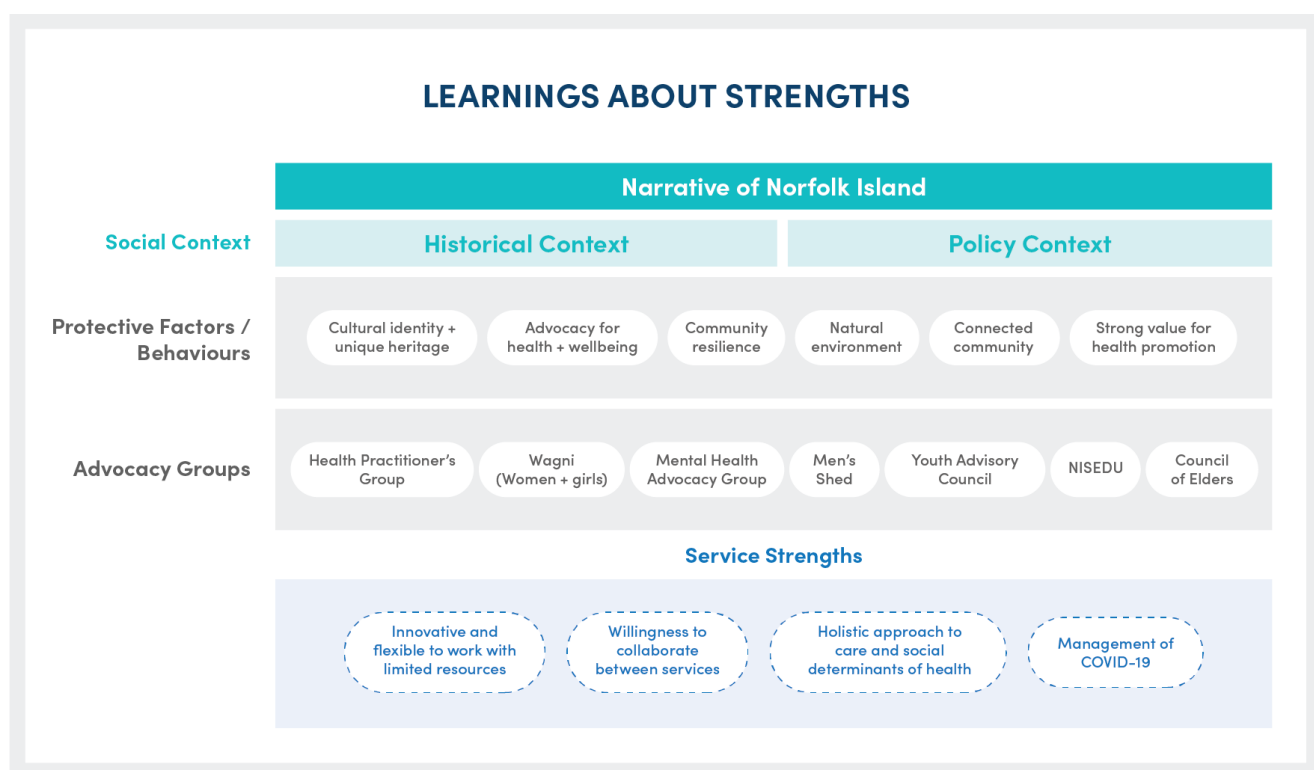 LEARNINGS ABOUT STRENGTHS
Narrative of Norfolk Island
Social Context
Historical Context
Policy Context
Protective Factors /
Behaviours
Cultural identity +
unique heritage
Advocacy for
health + wellbeing
Community
resilience
Natural
environment
Connected
community
Strong value for
health promotion
Advocacy Groups
Health Practitioner’s
Group
Wagni
(Women + girls)
Mental Health
Advocacy Group
Men’s
Shed
Youth Advisory
Council
NISEDU
Council
of Elders
Service Strengths
Innovative and
flexible to work with
limited resources
Willingness to
collaborate
between services
Holistic approach to
care and social
determinants of health
Management of
COVID-19